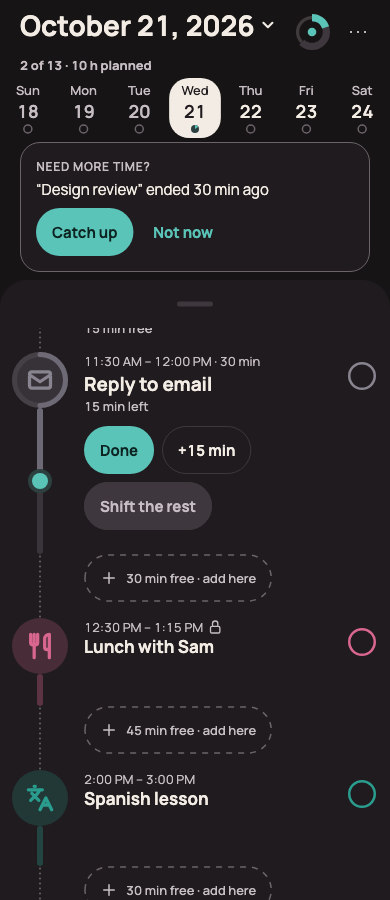 October 21, 2026
2 of 13 · 10 h planned
Sun Mon Tue Wed Thu Fri Sat
18 19 20 21 22 23 24
NEED MORE TIME?
“Design review” ended 30 min ago
Catch up Not now
15 min free
11:30 AM – 12:00 PM · 30 min
Reply to email
15 min left
Done +15 min
Shift the rest
+ 30 min free · add here
12:30 PM – 1:15 PM
Lunch with Sam
+ 45 min free · add here
2:00 PM – 3:00 PM
Spanish lesson
+ 30 min free · add here